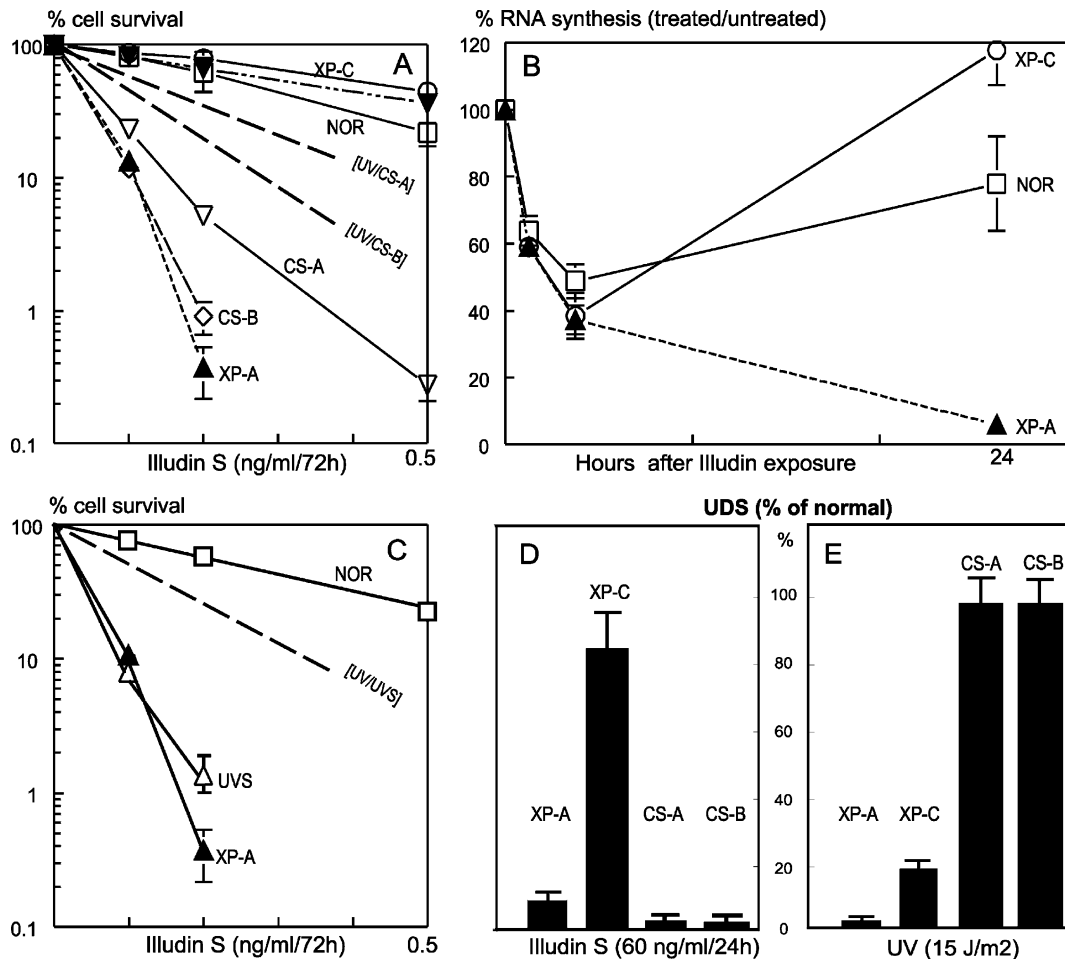 % cell survival
A
100
10
1
0.1
XP-C
NOR
[UV/CS-A]
[UV/CS-B]
CS-A
CS-B
XP-A
0.5
Illudin S (ng/ml/72h)
% RNA synthesis (treated/untreated)
B
120
100
80
60
40
20
0
XP-C
NOR
XP-A
Hours after Illudin exposure
24
% cell survival
C
100
10
1
0.1
NOR
[UV/UVS]
UVS
XP-A
Illudin S (ng/ml/72h)
0.5
UDS (% of normal)
D
XP-C
XP-A
CS-A
CS-B
Illudin S (60 ng/ml/24h)
%
E
100
80
60
40
20
0
CS-A
CS-B
XP-A
XP-C
UV (15 J/m2)